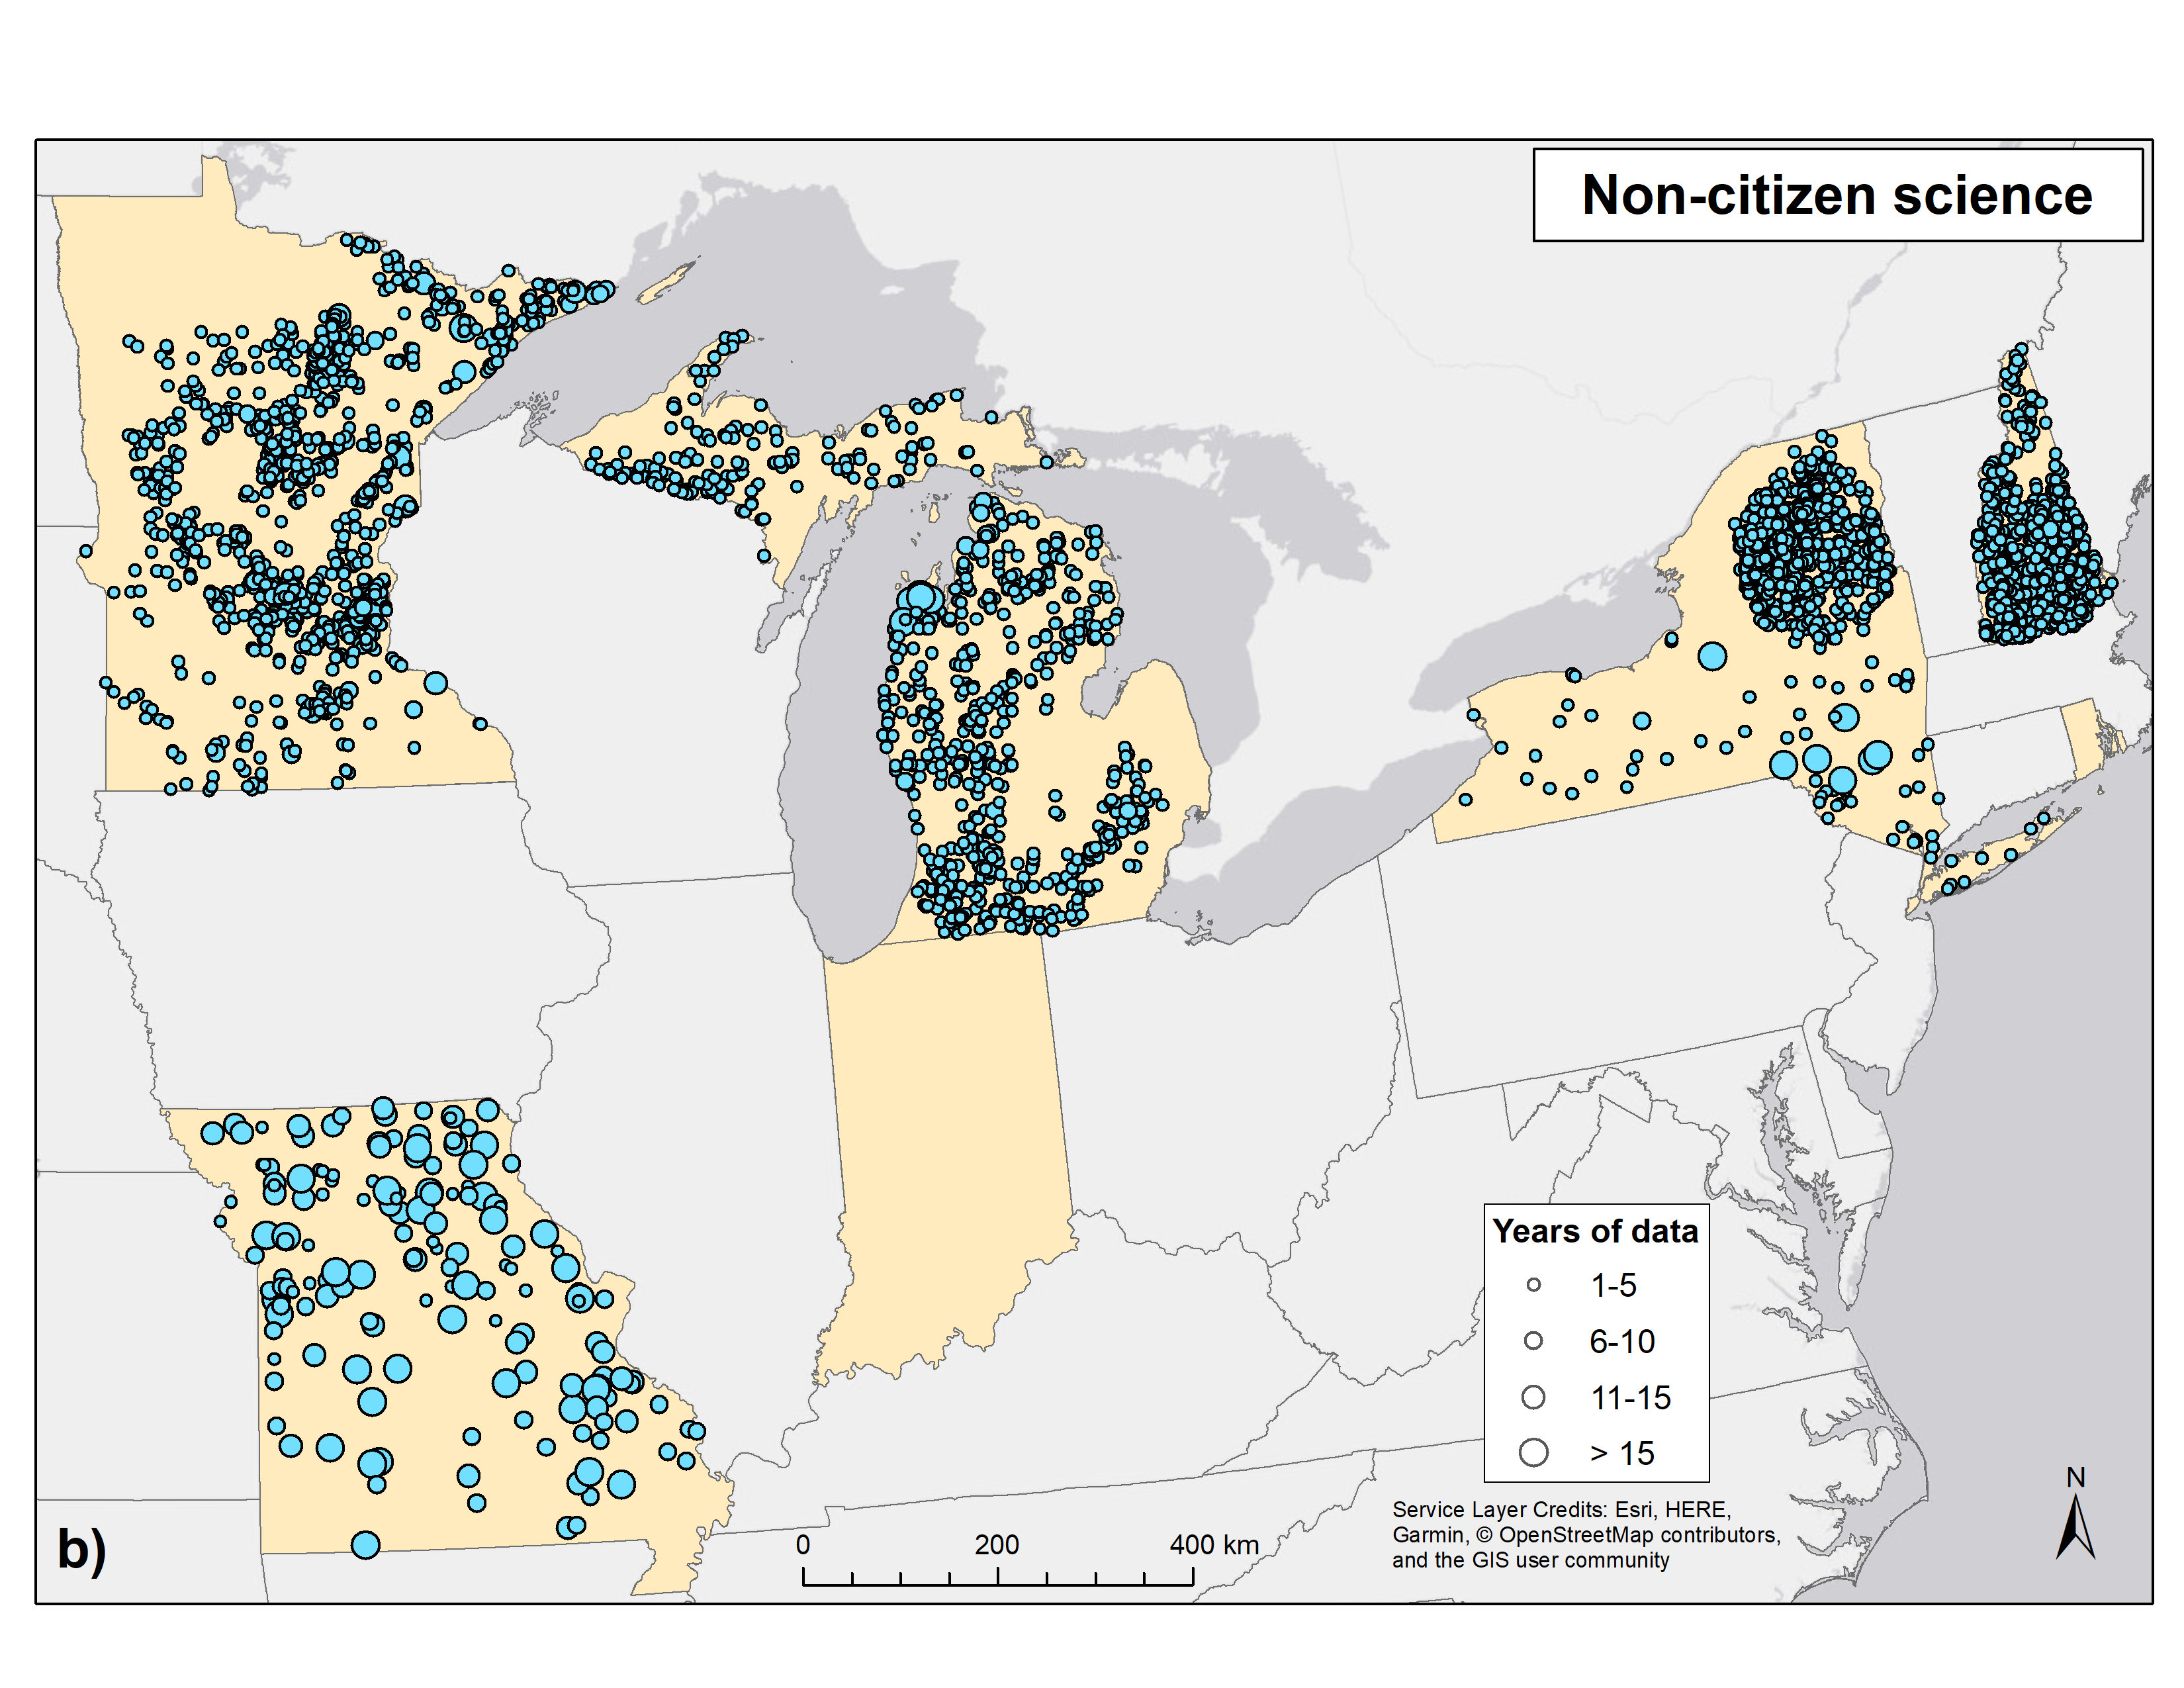 Non-citizen science
Years of data
1-5
6-10
11-15
> 15
N
Service Layer Credits: Esri, HERE,
Garmin, © OpenStreetMap contributors,
and the GIS user community
0 200 400 km
b)